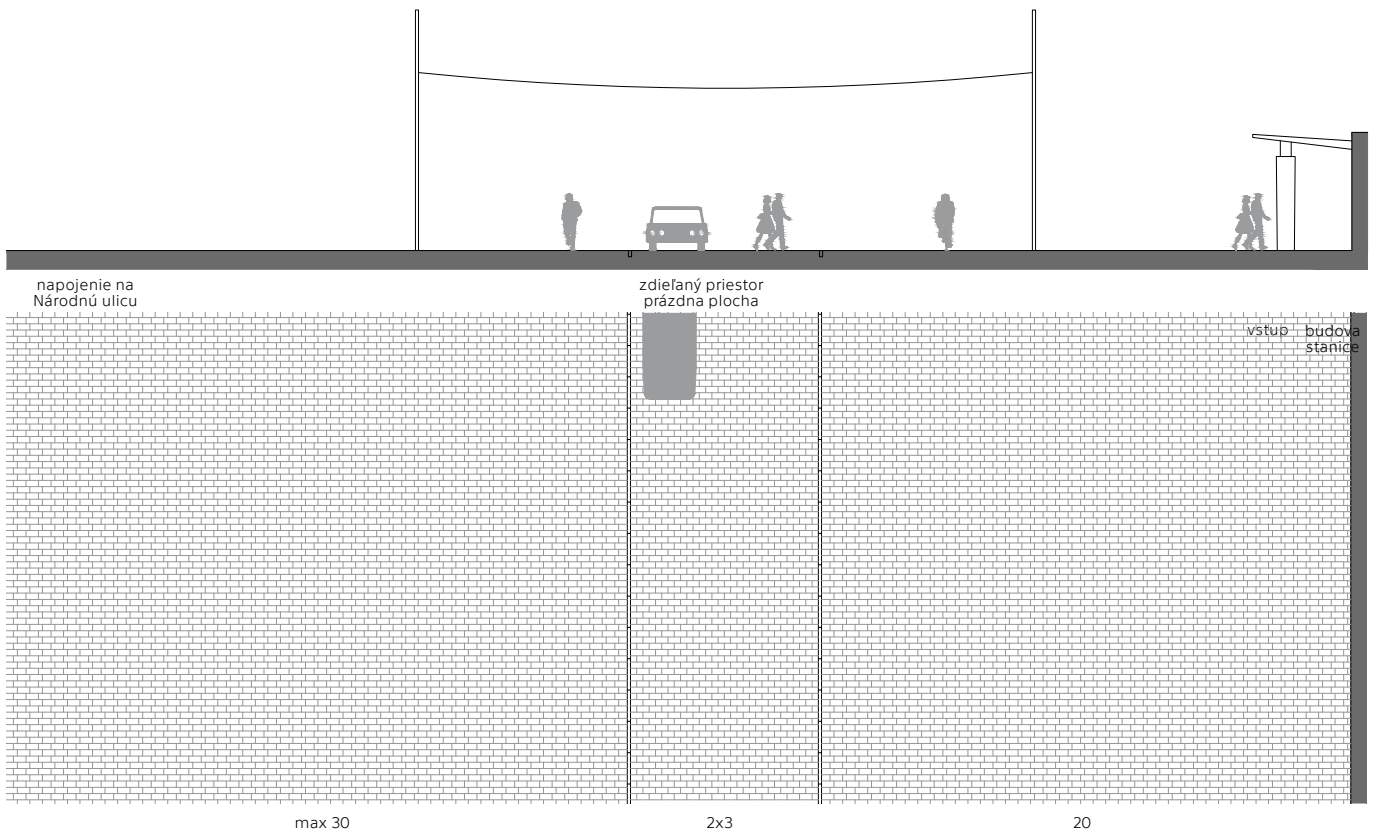 napojenie na
Národnú ulicu
zdieľaný priestor
prázdna plocha
vstup
budova
stanice
max 30
2x3
20